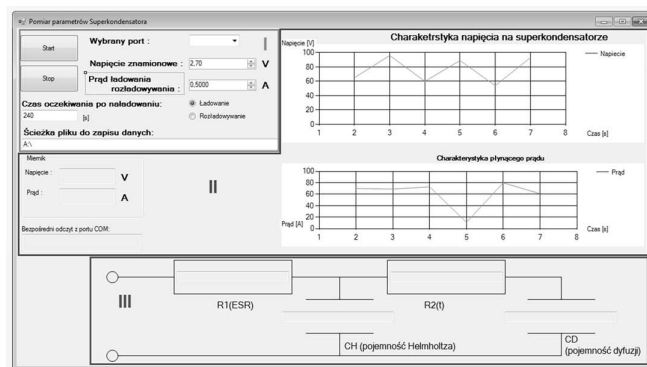 Pomiar parametrów Superkondensatora
Start
Wybrany port :
I
Napięcie znamionowe :
2,70
V
Stop
Prąd ładowania
rozładowywania :
0,5000
A
Czas oczekiwania po naładowaniu:
240
[s]
Ładowanie
Rozładowywanie
Ścieżka pliku do zapisu danych:
A:\
Charaketrstyka napięcia na superkondensatorze
Napięcie [V]
100
80
60
40
20
0
1 2 3 4 5 6 7 8
Czas [s]
Napiecie
Miernik
Napięcie :
V
Prąd :
A
II
Bezpośredni odczyt z portu COM:
Charakterystyka płynącego prądu
100
80
60
40
20
0
Prąd [A]
1 2 3 4 5 6 7 8
Czas [s]
Prąd
III
R1(ESR)
R2(t)
CH (pojemność Helmholtza)
CD
(pojemność dyfuzji)